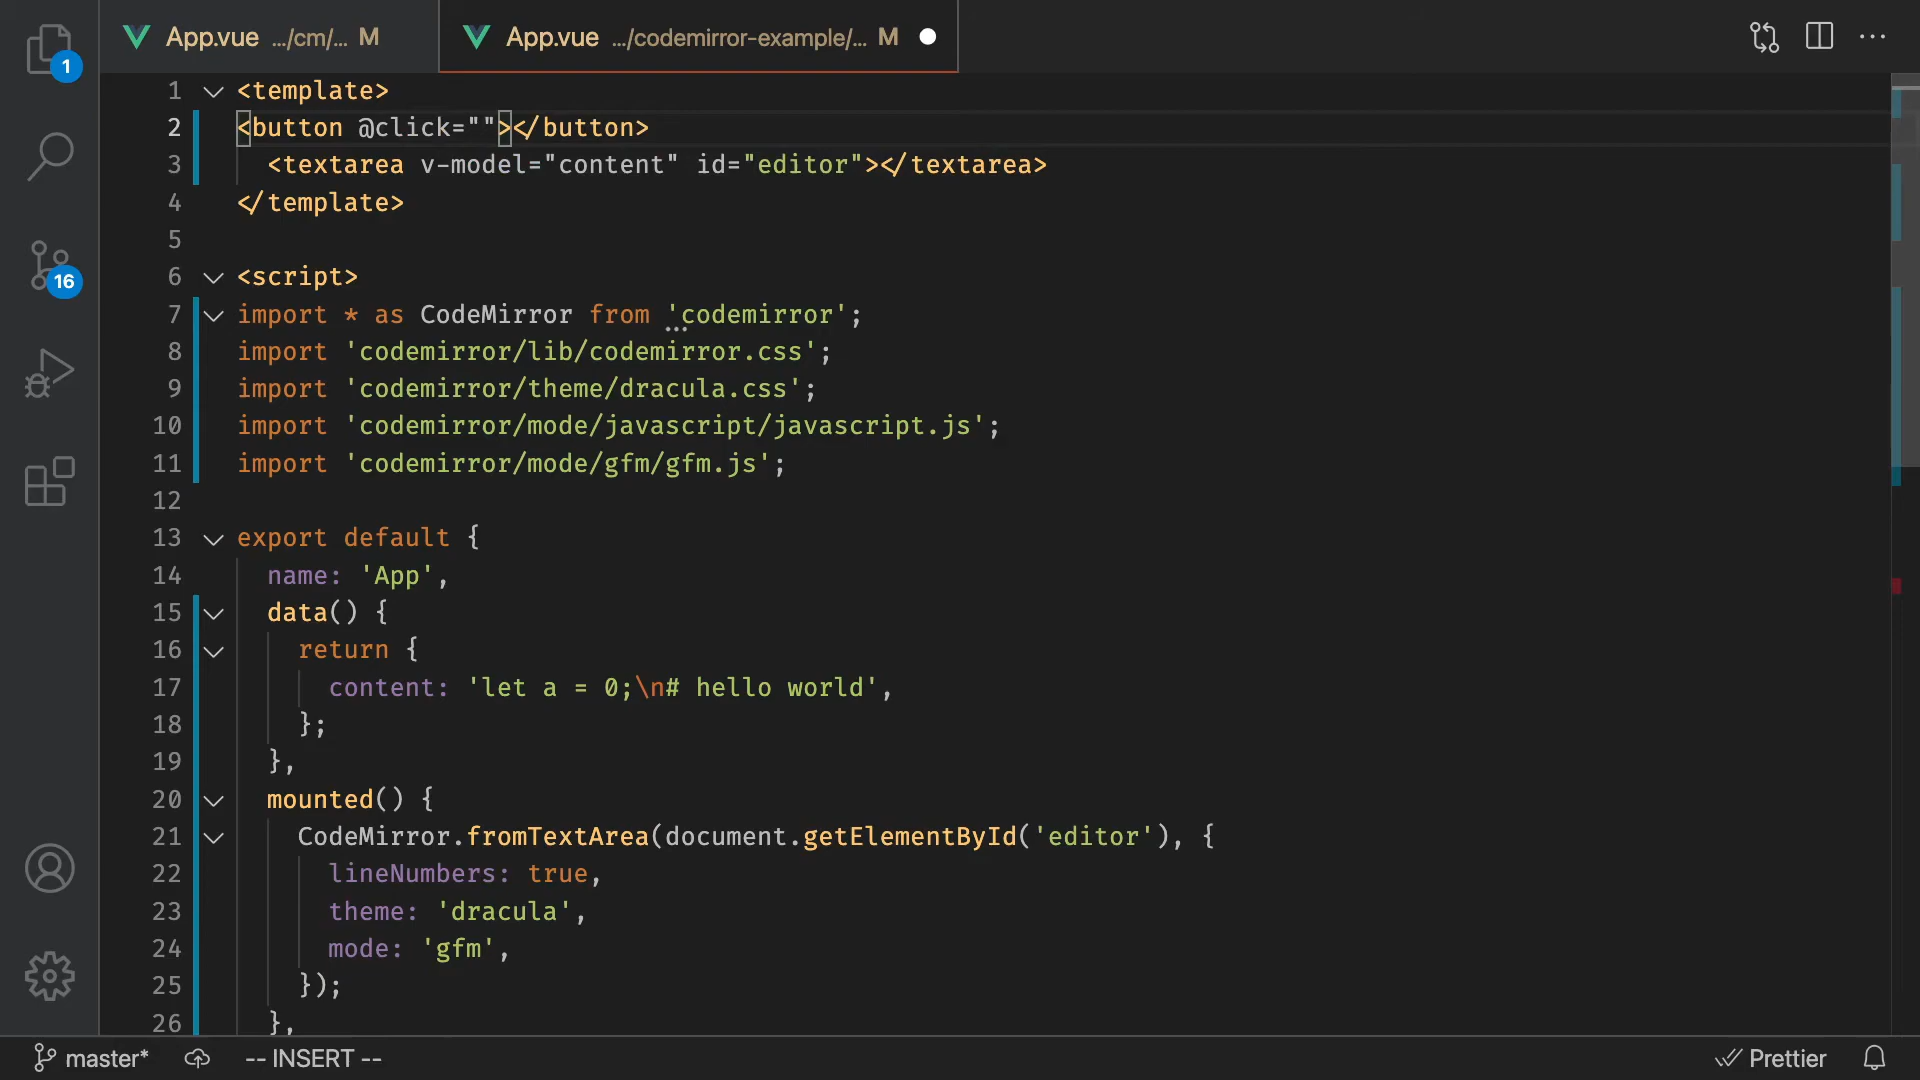 App.vue .../cm/... M
App.vue .../codemirror-example/... M
1
16
1 <template>
2 <button @click=""></button>
3   <textarea v-model="content" id="editor"></textarea>
4 </template>
5
6 <script>
7 import * as CodeMirror from 'codemirror';
8 import 'codemirror/lib/codemirror.css';
9 import 'codemirror/theme/dracula.css';
10 import 'codemirror/mode/javascript/javascript.js';
11 import 'codemirror/mode/gfm/gfm.js';
12
13 export default {
14   name: 'App',
15   data() {
16     return {
17       content: 'let a = 0;\n# hello world',
18     };
19   },
20   mounted() {
21     CodeMirror.fromTextArea(document.getElementById('editor'), {
22       lineNumbers: true,
23       theme: 'dracula',
24       mode: 'gfm',
25     });
26   },
master* -- INSERT -- Prettier